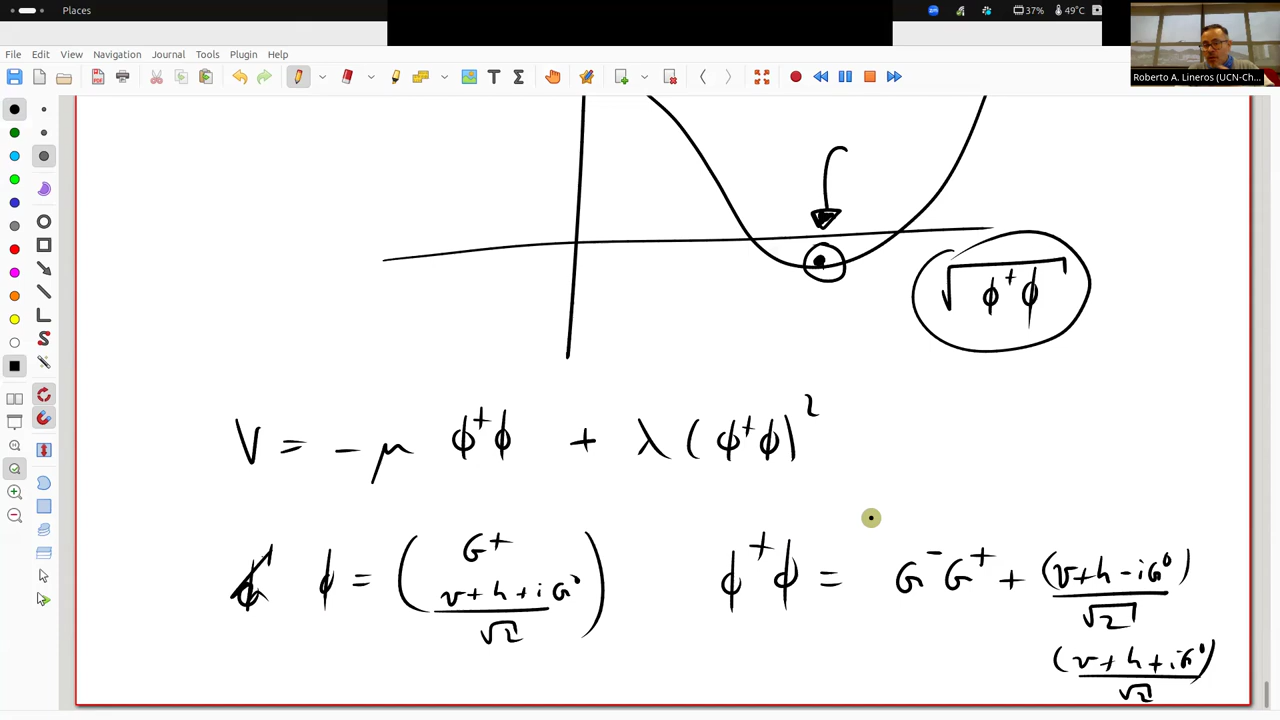 Places
37%
49°C
File Edit View Navigation Journal Tools Plugin Help
Roberto A. Lineros (UCN-Ch...
√(ϕ⁺ϕ)
V = - μ ϕ⁺ϕ + λ (ϕ⁺ϕ)²
ϕ = ( G⁺ / (v+h+iG⁰)/√2 )
ϕ⁺ϕ = G⁻G⁺ + (v+h-iG⁰)/√2
(v+h+iG⁰)/√2